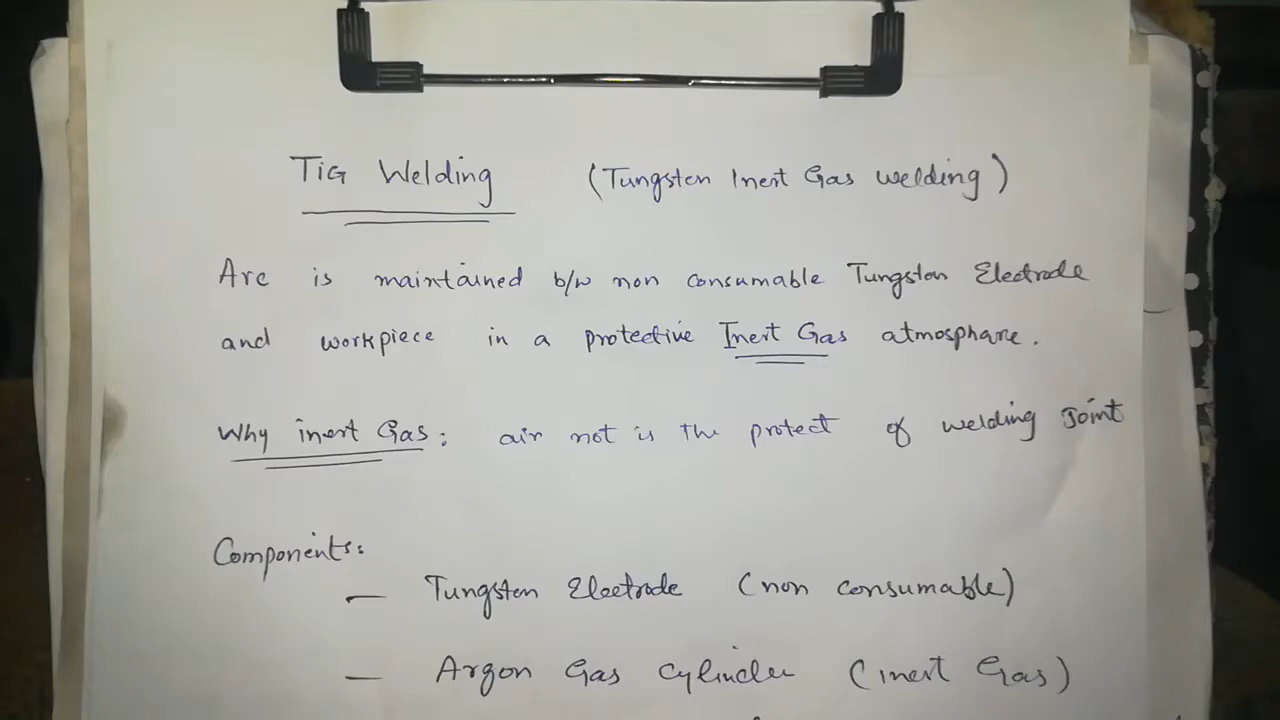 TiG Welding (Tungsten Inert Gas welding)
Arc is maintained b/w non consumable Tungston Electrode
and workpiece in a protective Inert Gas atmosphare.
Why inert Gas: air not is the protect of welding Joint
Components:
— Tungston Electrode (non consumable)
— Argon Gas cylinder (inert Gas)